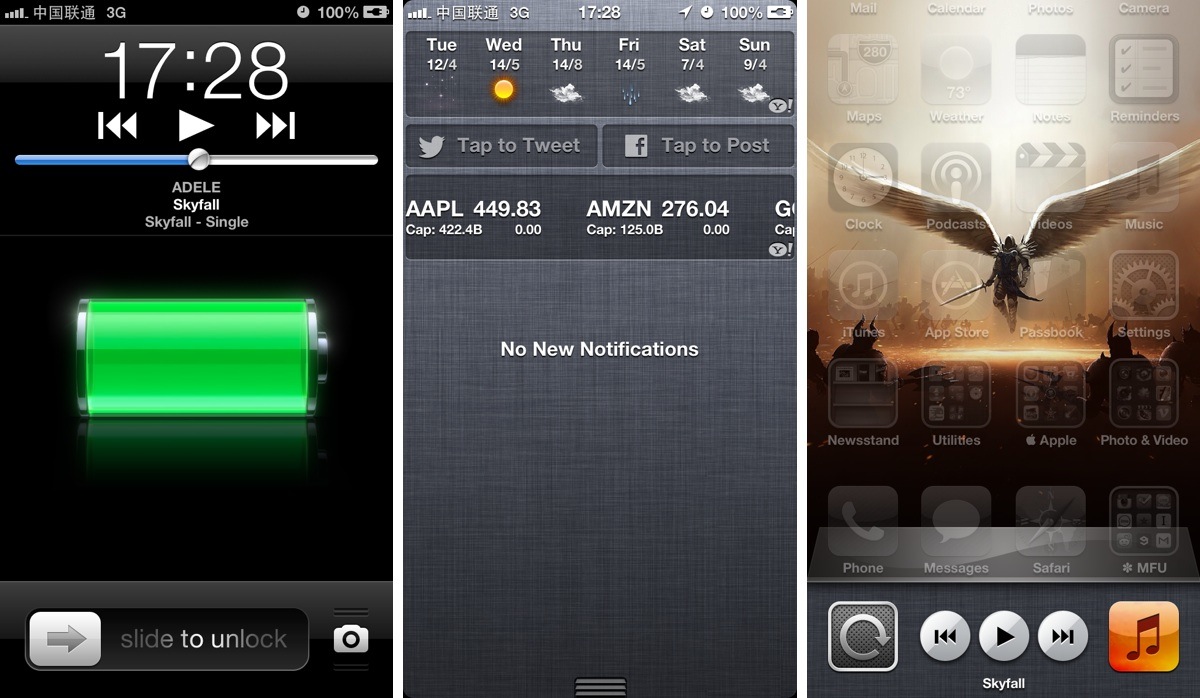 中国联通 3G 100%
17:28
ADELE
Skyfall
Skyfall - Single
slide to unlock
中国联通 3G 17:28 100%
Tue Wed Thu Fri Sat Sun
12/4 14/5 14/8 14/5 7/4 9/4
Y!
Tap to Tweet Tap to Post
AAPL 449.83 AMZN 276.04 G
Cap: 422.4B 0.00 Cap: 125.0B 0.00 Ca
Y!
No New Notifications
Mail Calendar Photos Camera
280
73°
Maps Weather Notes Reminders
Clock Podcasts Videos Music
iTunes App Store Passbook Settings
Newsstand Utilities Apple Photo & Video
Phone Messages Safari ✻ MFU
Skyfall